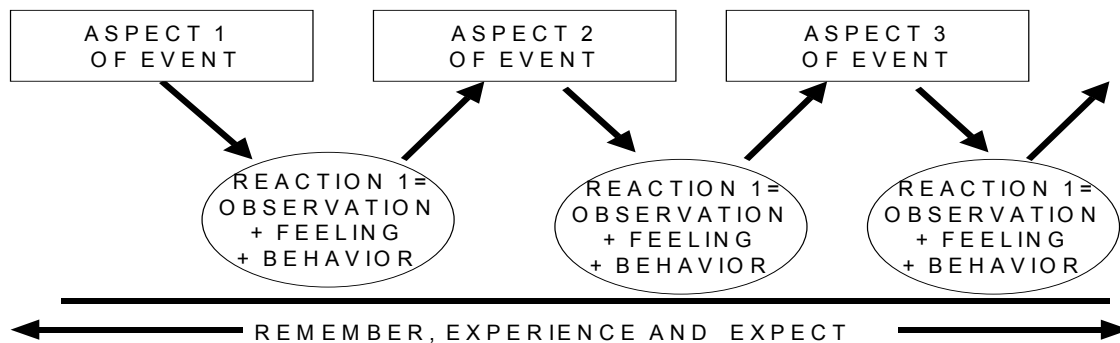 ASPECT 1
OF EVENT
ASPECT 2
OF EVENT
ASPECT 3
OF EVENT
REACTION 1=
OBSERVATION
+ FEELING
+ BEHAVIOR
REACTION 1=
OBSERVATION
+ FEELING
+ BEHAVIOR
REACTION 1=
OBSERVATION
+ FEELING
+ BEHAVIOR
REMEMBER, EXPERIENCE AND EXPECT